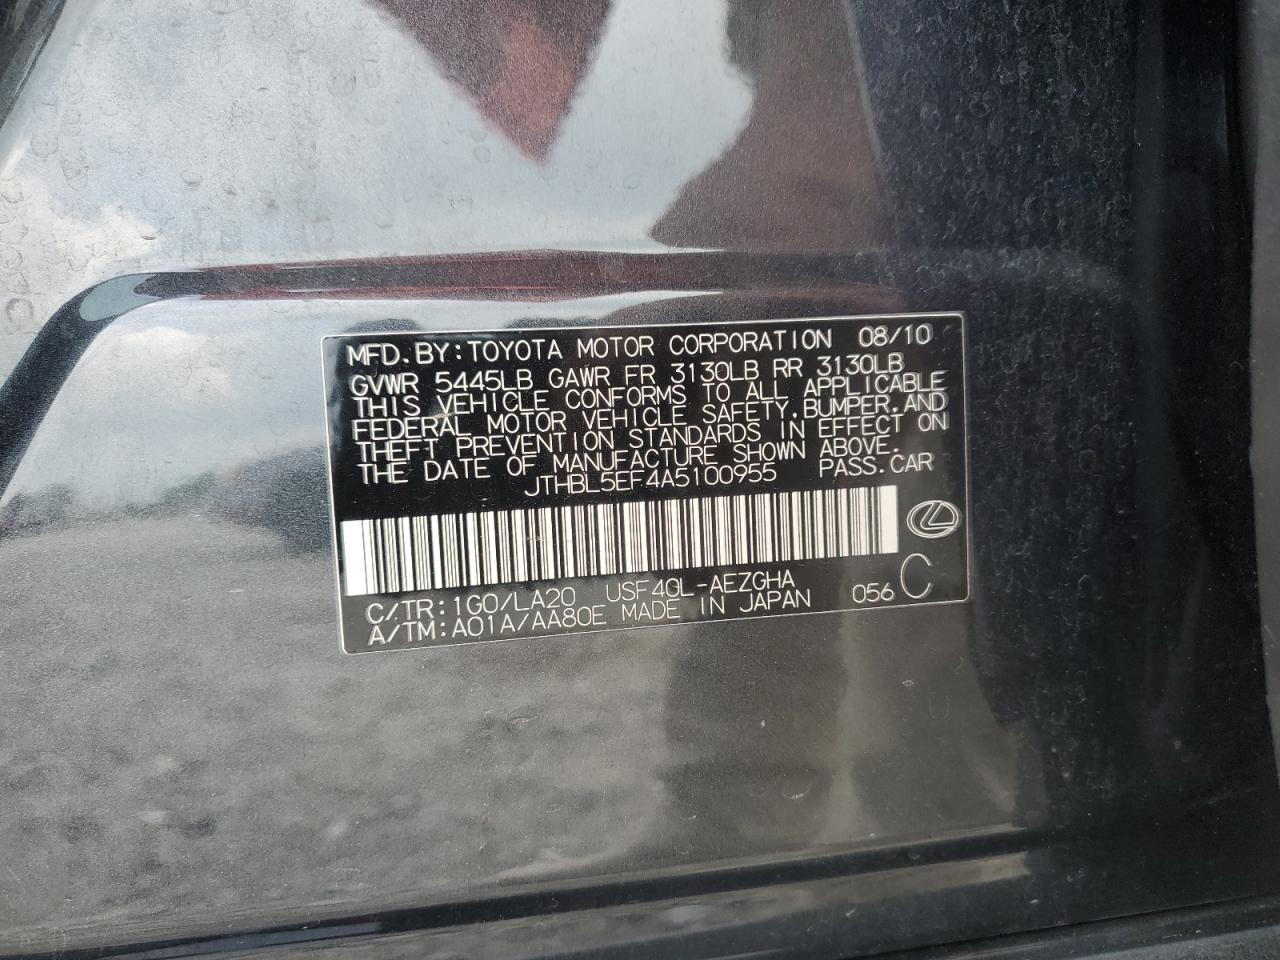 MFD. BY: TOYOTA MOTOR CORPORATION 08/10
GVWR 5445LB GAWR FR 3130LB RR 3130LB
THIS VEHICLE CONFORMS TO ALL APPLICABLE
FEDERAL MOTOR VEHICLE SAFETY, BUMPER, AND
THEFT PREVENTION STANDARDS IN EFFECT ON
THE DATE OF MANUFACTURE SHOWN ABOVE.
JTHBL5EF4A5100955 PASS. CAR
C/TR: 1G0/LA20 USF40L-AEZGHA 056 C
A/TM: A01A/AA80E MADE IN JAPAN